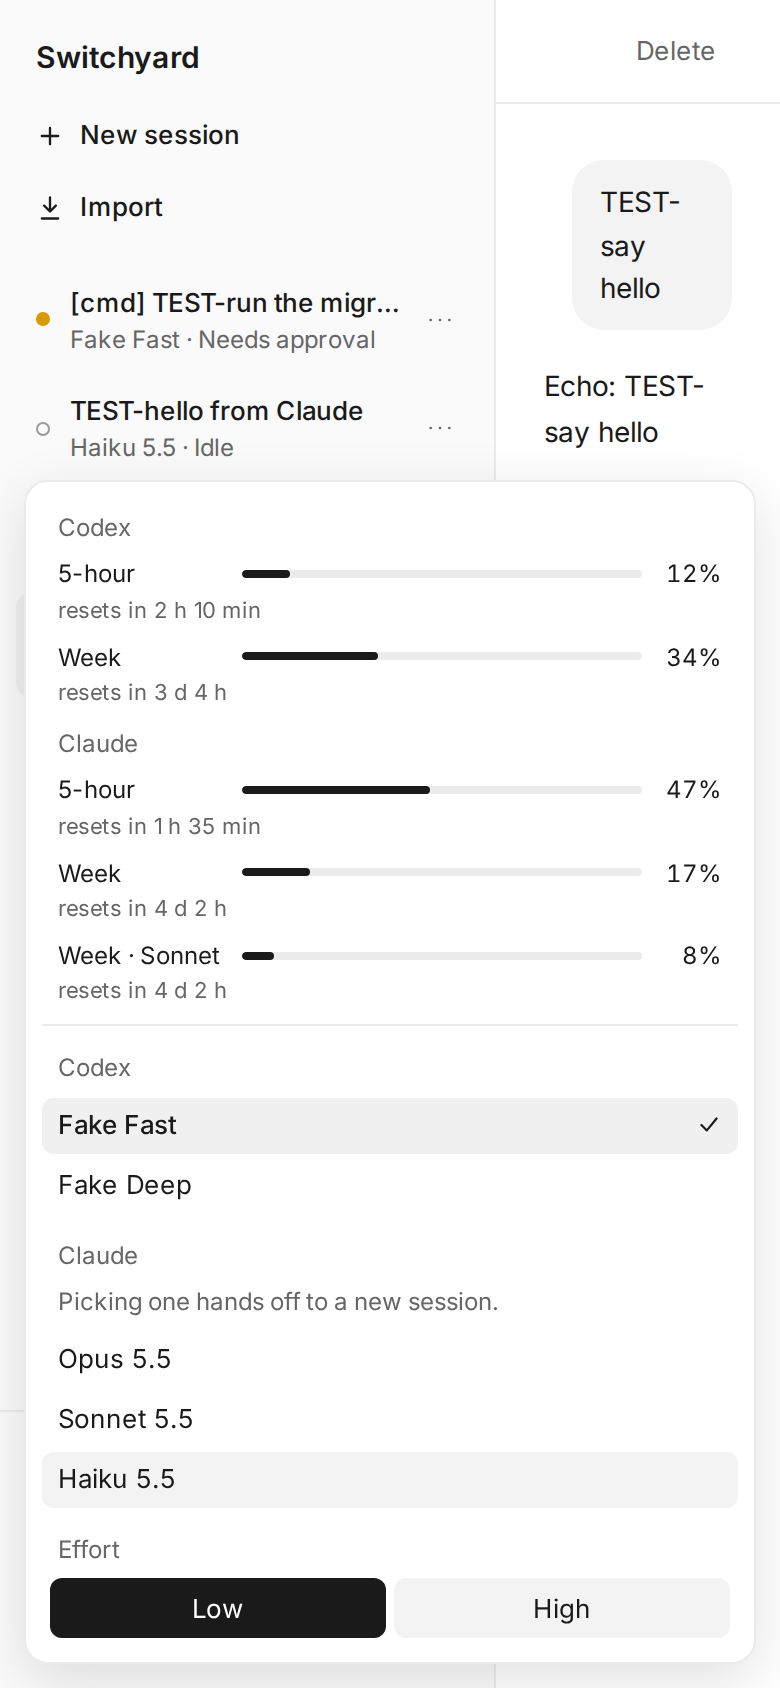 Switchyard
Delete
New session
Import
[cmd] TEST-run the migr...
Fake Fast · Needs approval
TEST-hello from Claude
Haiku 5.5 · Idle
TEST-
say
hello
Echo: TEST-
say hello
Codex
5-hour 12%
resets in 2 h 10 min
Week 34%
resets in 3 d 4 h
Claude
5-hour 47%
resets in 1 h 35 min
Week 17%
resets in 4 d 2 h
Week · Sonnet 8%
resets in 4 d 2 h
Codex
Fake Fast
Fake Deep
Claude
Picking one hands off to a new session.
Opus 5.5
Sonnet 5.5
Haiku 5.5
Effort
Low High